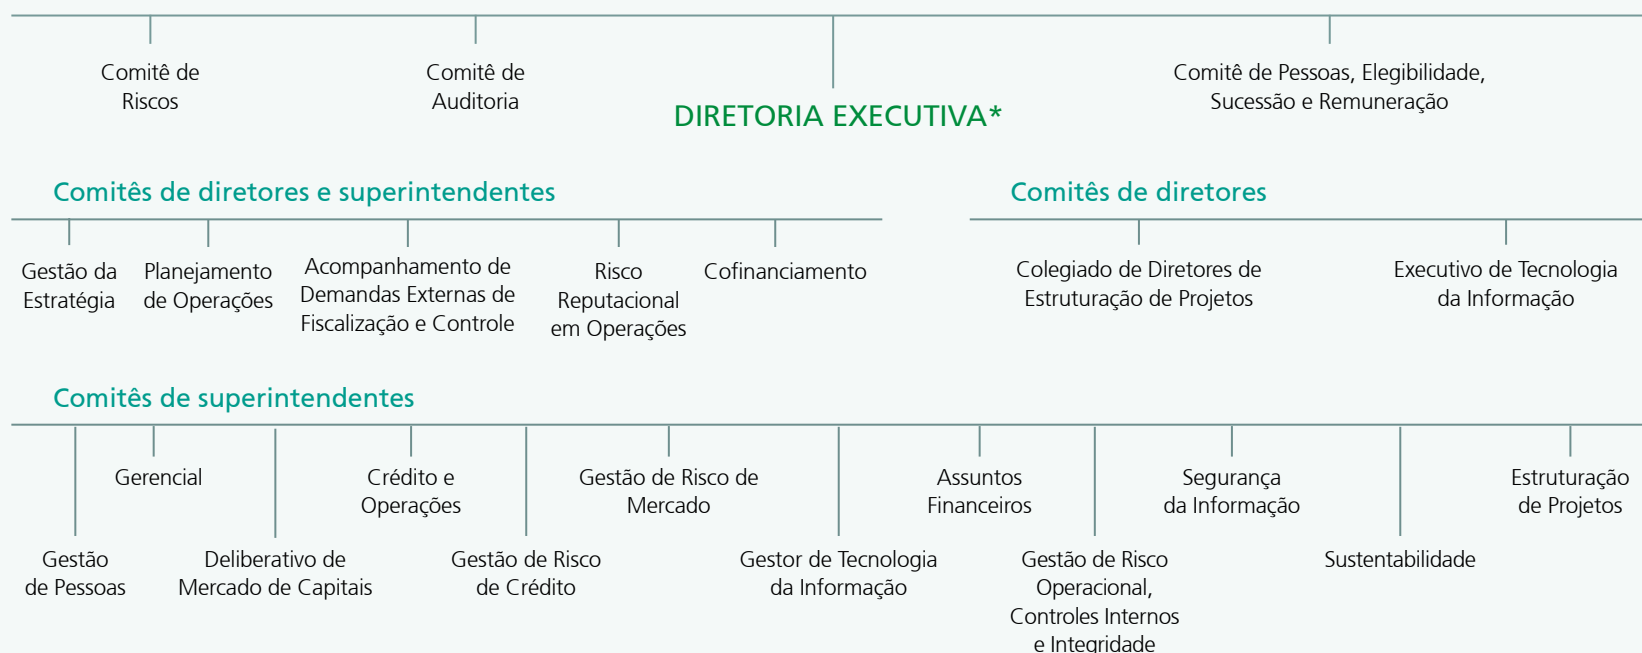 Comitê de
Riscos
Comitê de
Auditoria
DIRETORIA EXECUTIVA*
Comitê de Pessoas, Elegibilidade,
Sucessão e Remuneração
Comitês de diretores e superintendentes
Gestão da
Estratégia
Planejamento
de Operações
Acompanhamento de
Demandas Externas de
Fiscalização e Controle
Risco
Reputacional
em Operações
Cofinanciamento
Comitês de diretores
Colegiado de Diretores de
Estruturação de Projetos
Executivo de Tecnologia
da Informação
Comitês de superintendentes
Gestão
de Pessoas
Gerencial
Deliberativo de
Mercado de Capitais
Crédito e
Operações
Gestão de Risco
de Crédito
Gestão de Risco de
Mercado
Gestor de Tecnologia
da Informação
Assuntos
Financeiros
Gestão de Risco
Operacional,
Controles Internos
e Integridade
Segurança
da Informação
Sustentabilidade
Estruturação
de Projetos